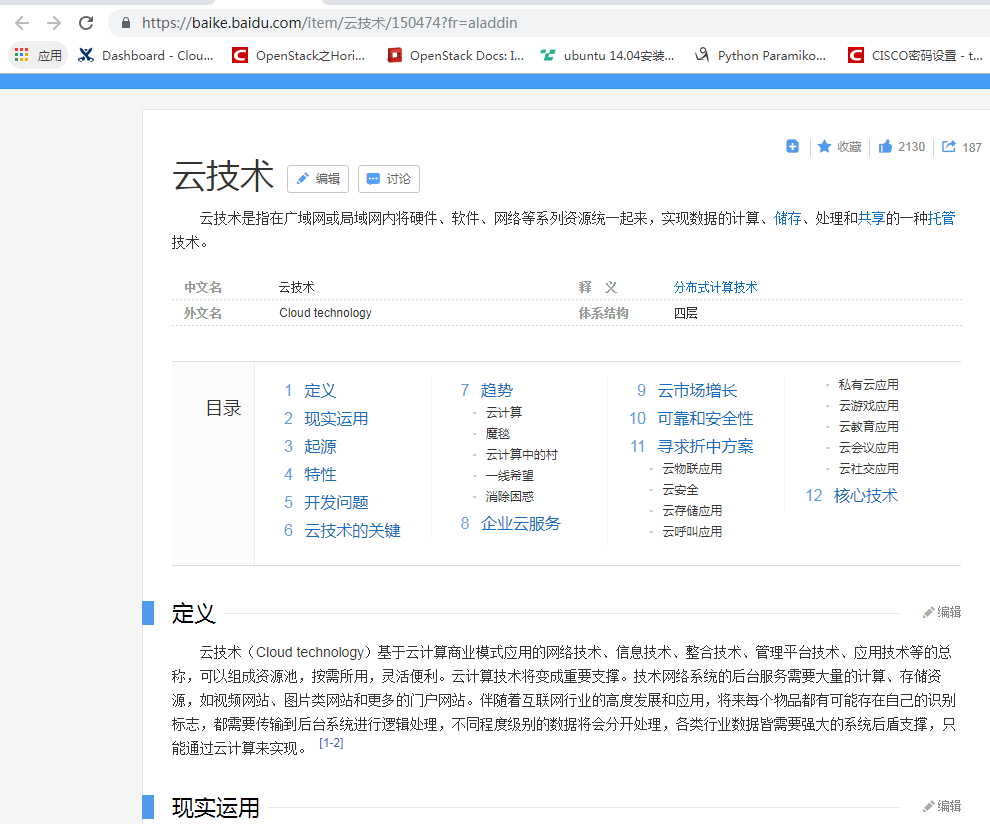 https://baike.baidu.com/item/云技术/150474?fr=aladdin
应用 Dashboard - Clou... OpenStack之Hori... OpenStack Docs: I... ubuntu 14.04安装... Python Paramiko... CISCO密码设置 - t...
收藏 2130 187
云技术 编辑 讨论
云技术是指在广域网或局域网内将硬件、软件、网络等系列资源统一起来，实现数据的计算、储存、处理和共享的一种托管
技术。
中文名 云技术 释 义 分布式计算技术
外文名 Cloud technology 体系结构 四层
目录
1 定义
2 现实运用
3 起源
4 特性
5 开发问题
6 云技术的关键
7 趋势
- 云计算
- 魔毯
- 云计算中的村
- 一线希望
- 消除困惑
8 企业云服务
9 云市场增长
10 可靠和安全性
11 寻求折中方案
- 云物联应用
- 云安全
- 云存储应用
- 云呼叫应用
- 私有云应用
- 云游戏应用
- 云教育应用
- 云会议应用
- 云社交应用
12 核心技术
定义 编辑
云技术（Cloud technology）基于云计算商业模式应用的网络技术、信息技术、整合技术、管理平台技术、应用技术等的总
称，可以组成资源池，按需所用，灵活便利。云计算技术将变成重要支撑。技术网络系统的后台服务需要大量的计算、存储资
源，如视频网站、图片类网站和更多的门户网站。伴随着互联网行业的高度发展和应用，将来每个物品都有可能存在自己的识别
标志，都需要传输到后台系统进行逻辑处理，不同程度级别的数据将会分开处理，各类行业数据皆需要强大的系统后盾支撑，只
能通过云计算来实现。 [1-2]
现实运用 编辑